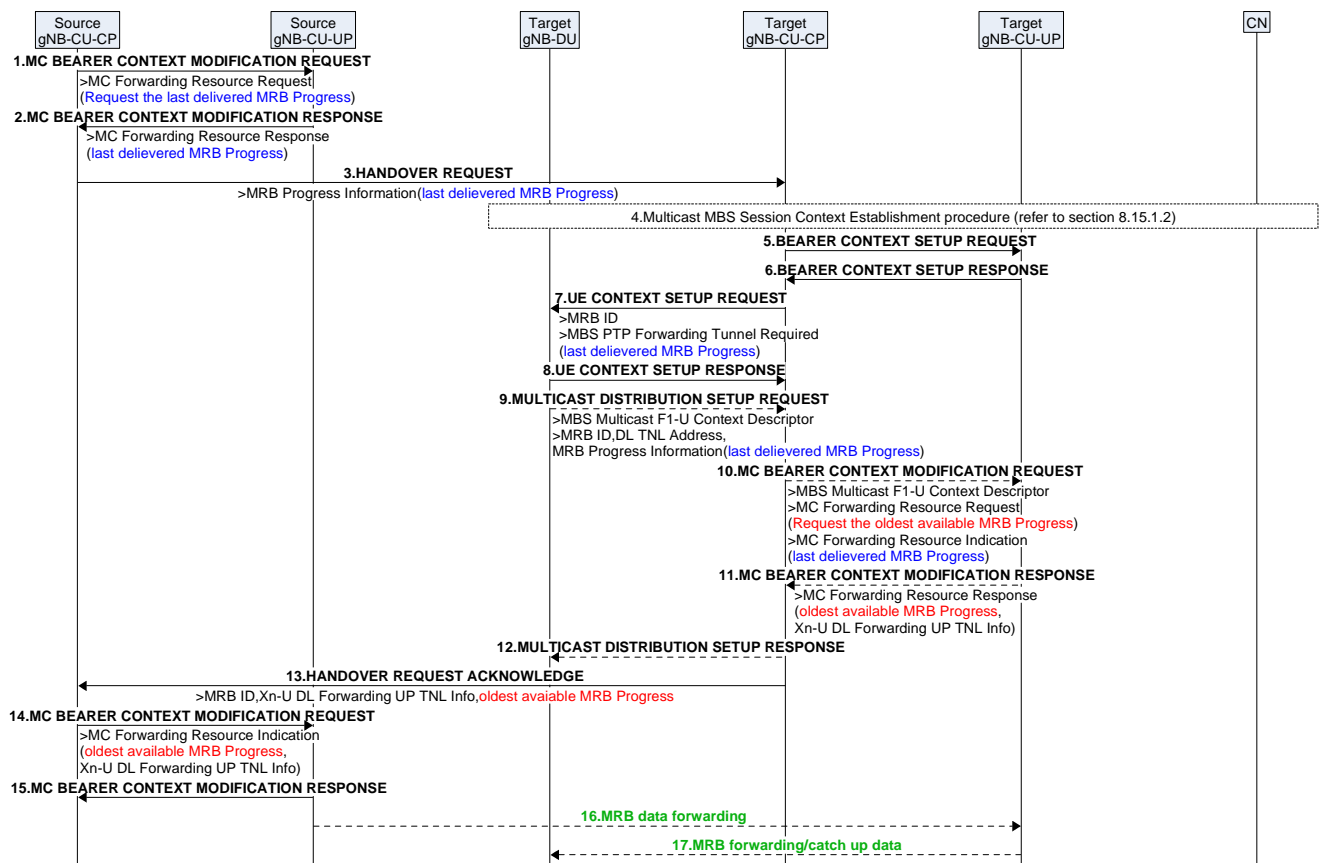 Source
gNB-CU-CP
Source
gNB-CU-UP
Target
gNB-DU
Target
gNB-CU-CP
Target
gNB-CU-UP
CN
1.MC BEARER CONTEXT MODIFICATION REQUEST
>MC Forwarding Resource Request
(Request the last delivered MRB Progress)
2.MC BEARER CONTEXT MODIFICATION RESPONSE
>MC Forwarding Resource Response
(last delievered MRB Progress)
3.HANDOVER REQUEST
>MRB Progress Information(last delievered MRB Progress)
4.Multicast MBS Session Context Establishment procedure (refer to section 8.15.1.2)
5.BEARER CONTEXT SETUP REQUEST
6.BEARER CONTEXT SETUP RESPONSE
7.UE CONTEXT SETUP REQUEST
>MRB ID
>MBS PTP Forwarding Tunnel Required
(last delievered MRB Progress)
8.UE CONTEXT SETUP RESPONSE
9.MULTICAST DISTRIBUTION SETUP REQUEST
>MBS Multicast F1-U Context Descriptor
>MRB ID,DL TNL Address,
MRB Progress Information(last delievered MRB Progress)
10.MC BEARER CONTEXT MODIFICATION REQUEST
>MBS Multicast F1-U Context Descriptor
>MC Forwarding Resource Request
(Request the oldest available MRB Progress)
>MC Forwarding Resource Indication
(last delievered MRB Progress)
11.MC BEARER CONTEXT MODIFICATION RESPONSE
>MC Forwarding Resource Response
(oldest available MRB Progress,
Xn-U DL Forwarding UP TNL Info)
12.MULTICAST DISTRIBUTION SETUP RESPONSE
13.HANDOVER REQUEST ACKNOWLEDGE
>MRB ID,Xn-U DL Forwarding UP TNL Info,oldest avaiable MRB Progress
14.MC BEARER CONTEXT MODIFICATION REQUEST
>MC Forwarding Resource Indication
(oldest available MRB Progress,
Xn-U DL Forwarding UP TNL Info)
15.MC BEARER CONTEXT MODIFICATION RESPONSE
16.MRB data forwarding
17.MRB forwarding/catch up data